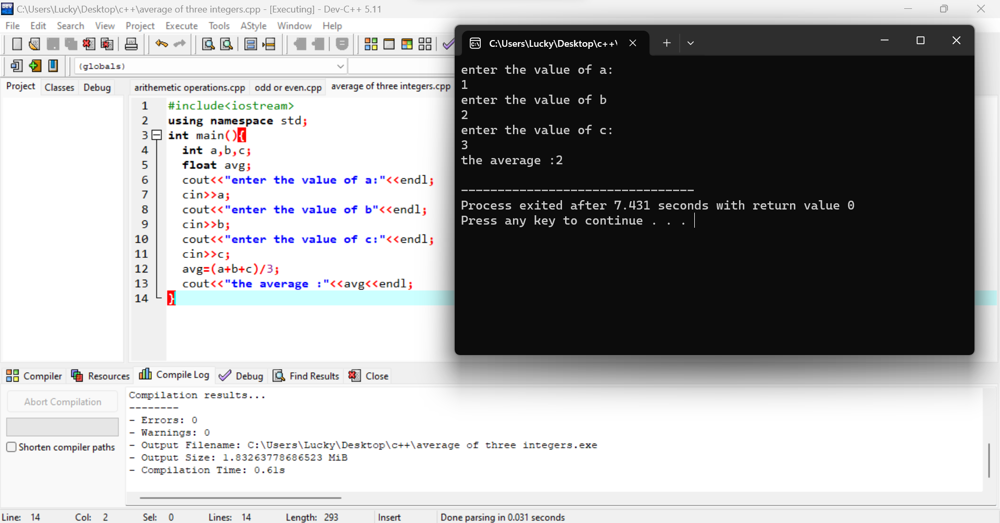 C:\Users\Lucky\Desktop\c++\average of three integers.cpp - [Executing] - Dev-C++ 5.11
File Edit Search View Project Execute Tools AStyle Window Help
(globals)
Project Classes Debug
arithemetic operations.cpp odd or even.cpp average of three integers.cpp
1 #include<iostream>
2 using namespace std;
3 int main(){
4 int a,b,c;
5 float avg;
6 cout<<"enter the value of a:"<<endl;
7 cin>>a;
8 cout<<"enter the value of b"<<endl;
9 cin>>b;
10 cout<<"enter the value of c:"<<endl;
11 cin>>c;
12 avg=(a+b+c)/3;
13 cout<<"the average :"<<avg<<endl;
14 }
C:\Users\Lucky\Desktop\c++\
enter the value of a:
1
enter the value of b
2
enter the value of c:
3
the average :2
--------------------------------
Process exited after 7.431 seconds with return value 0
Press any key to continue . . .
Compiler Resources Compile Log Debug Find Results Close
Abort Compilation
Shorten compiler paths
Compilation results...
--------
- Errors: 0
- Warnings: 0
- Output Filename: C:\Users\Lucky\Desktop\c++\average of three integers.exe
- Output Size: 1.83263778686523 MiB
- Compilation Time: 0.61s
Line: 14 Col: 2 Sel: 0 Lines: 14 Length: 293 Insert Done parsing in 0.031 seconds